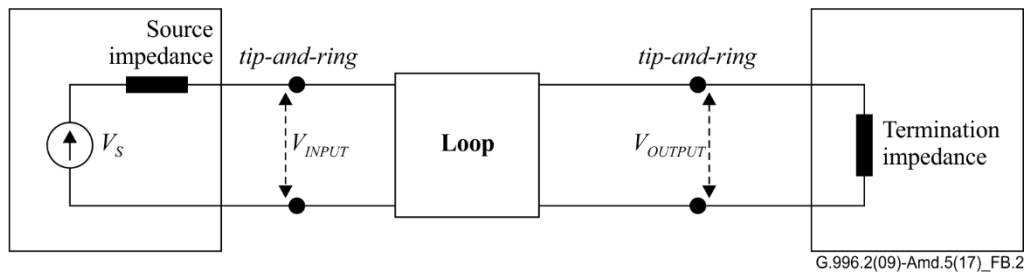 Source
impedance
tip-and-ring
tip-and-ring
V_S
V_INPUT
Loop
V_OUTPUT
Termination
impedance
G.996.2(09)-Amd.5(17)_FB.2